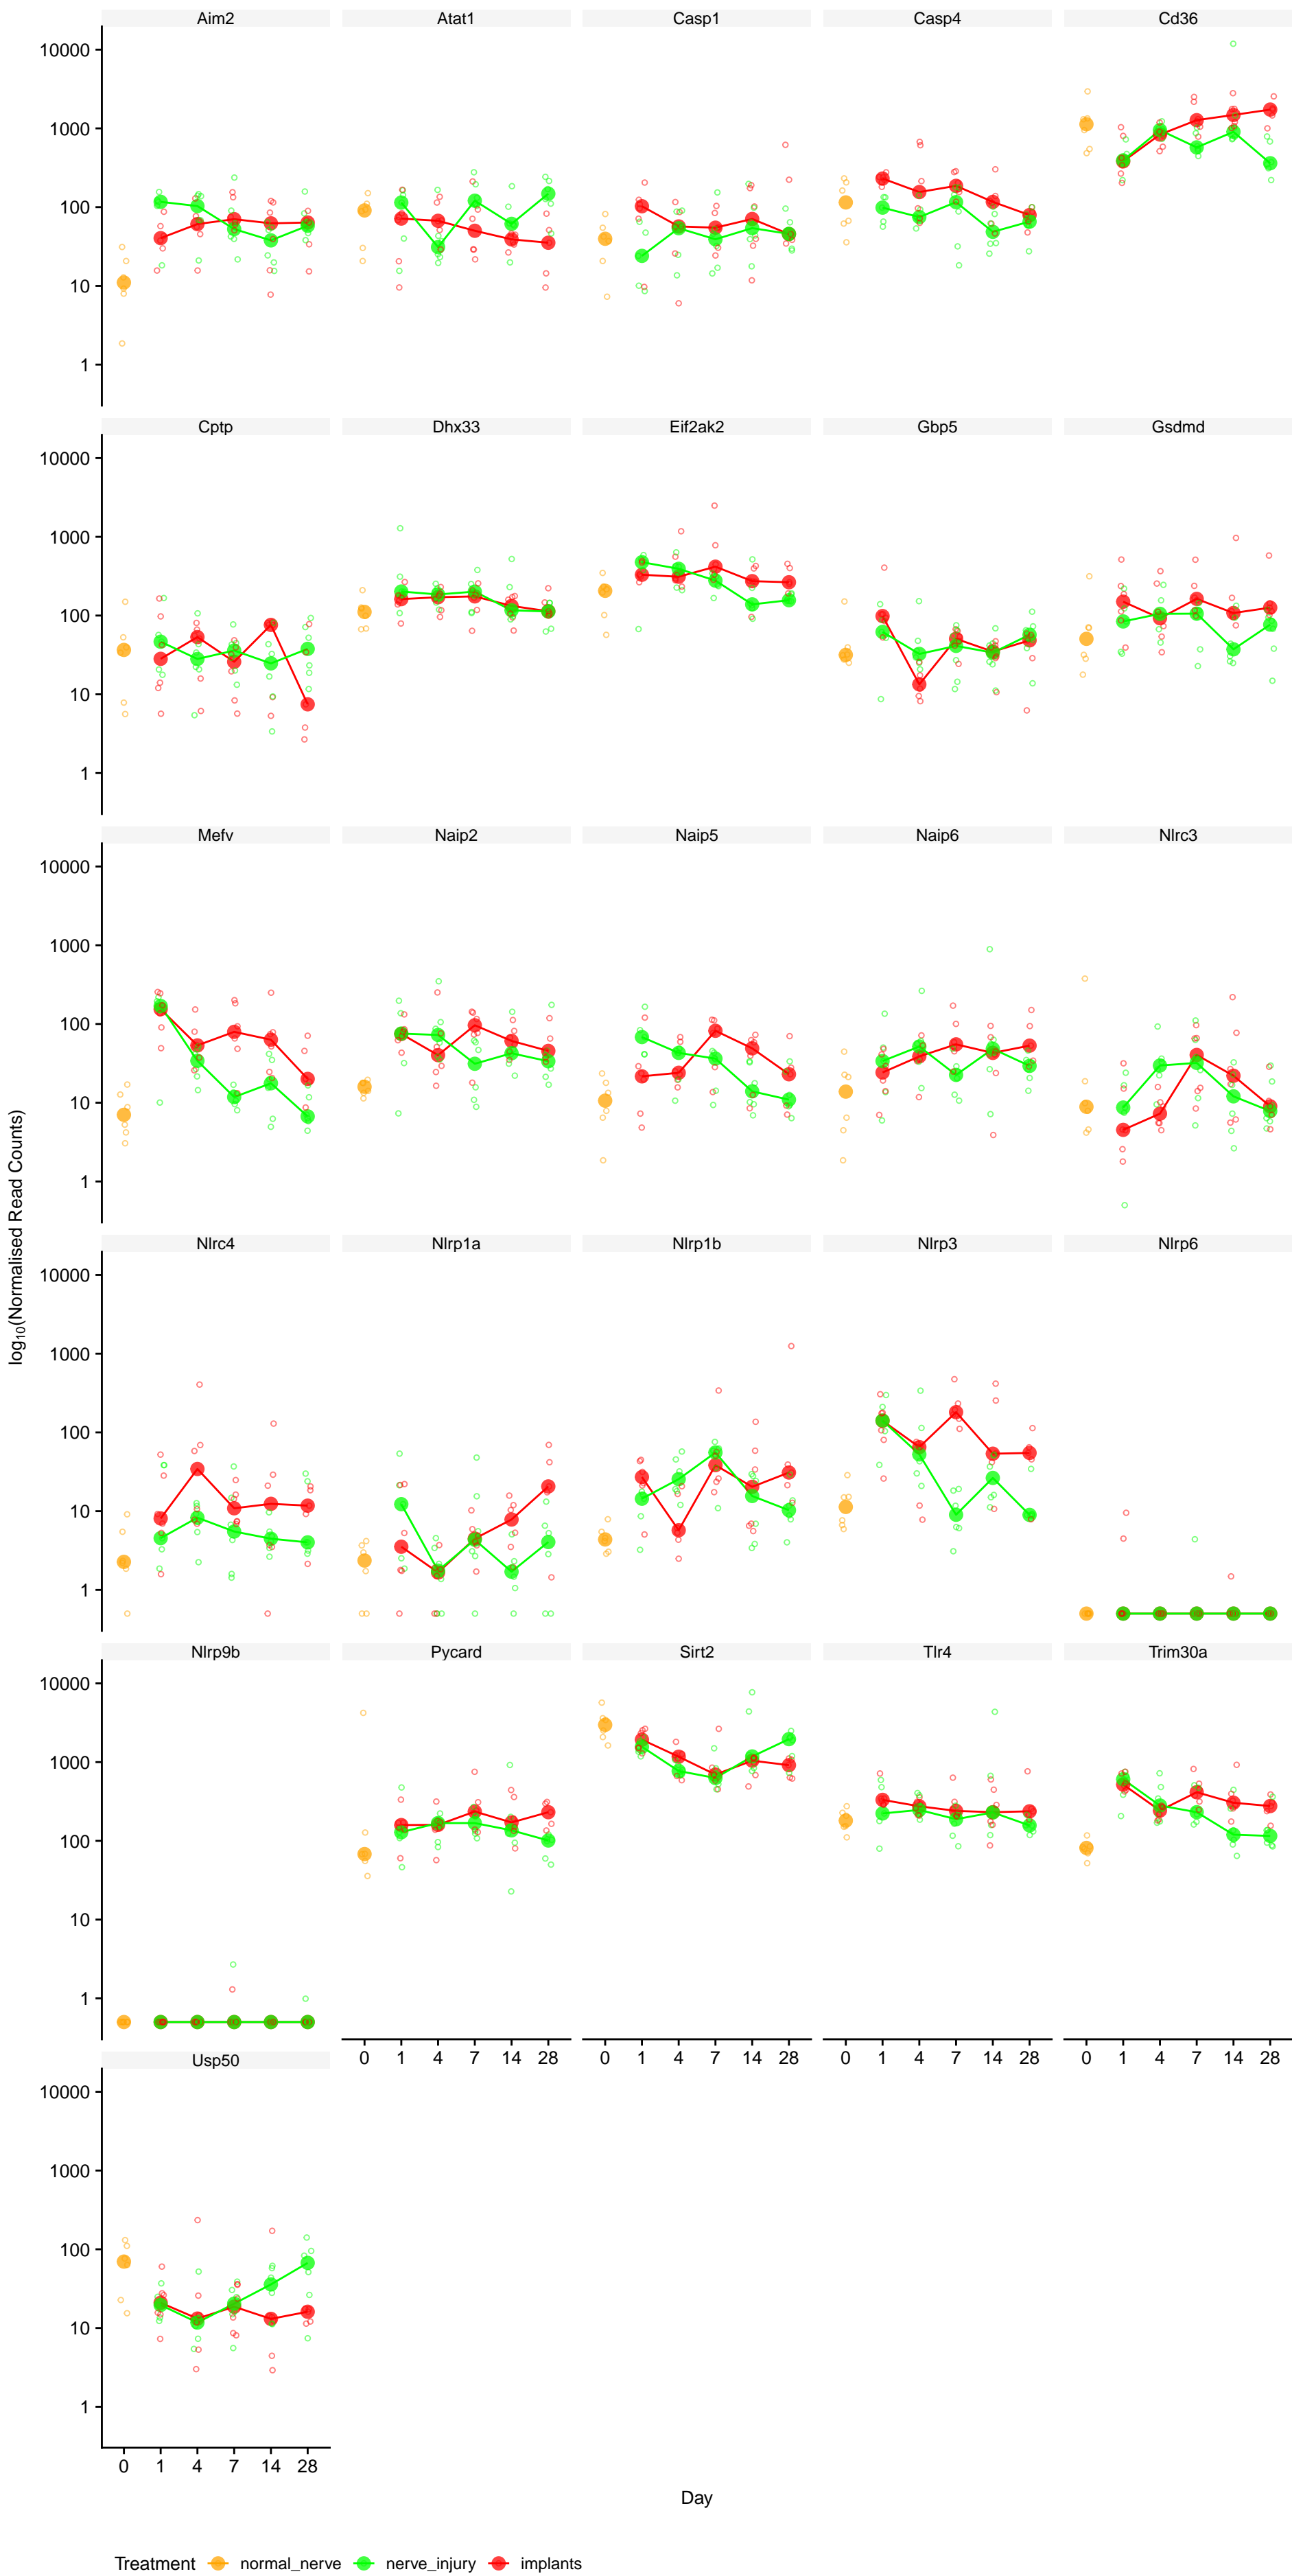 Aim2 Atat1 Casp1 Casp4 Cd36
10000
1000
100
10
1
Cptp Dhx33 Eif2ak2 Gbp5 Gsdmd
10000
1000
100
10
1
Mefv Naip2 Naip5 Naip6 Nlrc3
10000
1000
100
10
1
log10(Normalised Read Counts)
Nlrc4 Nlrp1a Nlrp1b Nlrp3 Nlrp6
10000
1000
100
10
1
Nlrp9b Pycard Sirt2 Tlr4 Trim30a
10000
1000
100
10
1
0 1 4 7 14 28 0 1 4 7 14 28 0 1 4 7 14 28 0 1 4 7 14 28
Usp50
10000
1000
100
10
1
0 1 4 7 14 28
Day
Treatment normal_nerve nerve_injury implants